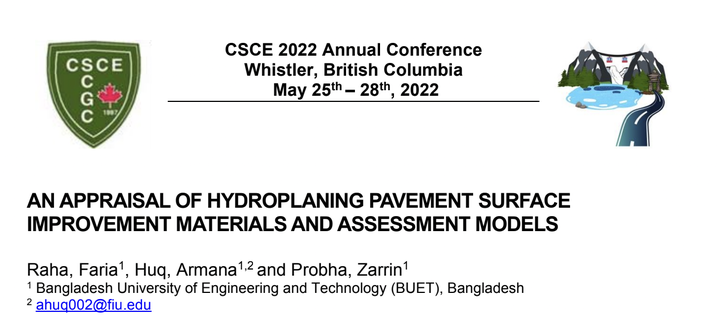 CSCE
SCGC
1887
CSCE 2022 Annual Conference
Whistler, British Columbia
May 25th – 28th, 2022
AN APPRAISAL OF HYDROPLANING PAVEMENT SURFACE
IMPROVEMENT MATERIALS AND ASSESSMENT MODELS
Raha, Faria1, Huq, Armana1,2 and Probha, Zarrin1
1 Bangladesh University of Engineering and Technology (BUET), Bangladesh
2 ahuq002@fiu.edu